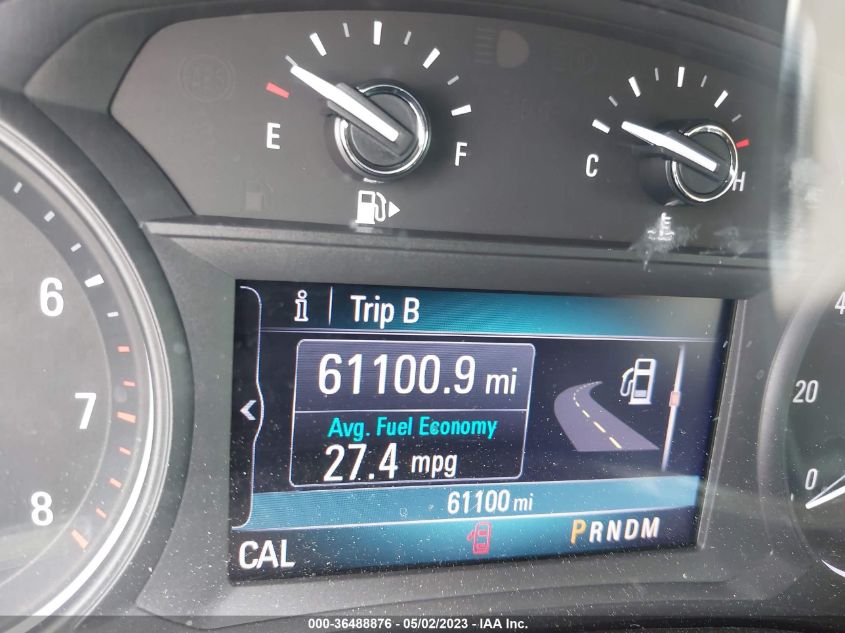 E F
C H
6
7
8
4
20
0
i Trip B
61100.9 mi
Avg. Fuel Economy
27.4 mpg
61100 mi
CAL PRNDM
000-36488876 - 05/02/2023 - IAA Inc.